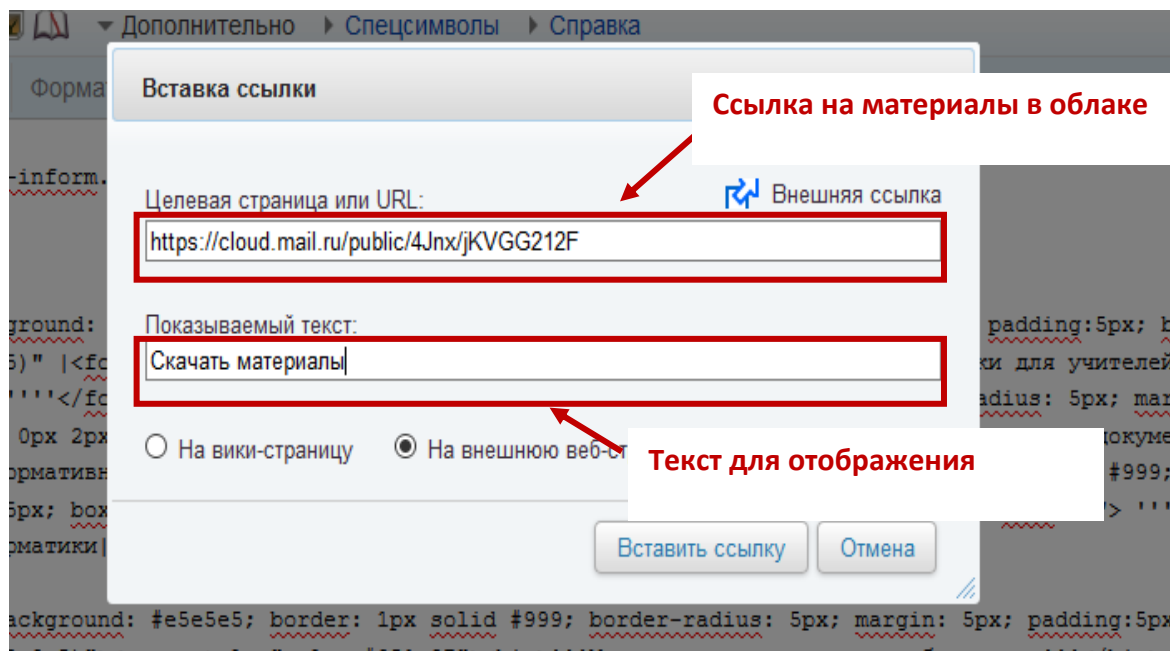 Дополнительно Спецсимволы Справка
Форма Вставка ссылки
Ссылка на материалы в облаке
-inform.
Целевая страница или URL: Внешняя ссылка
https://cloud.mail.ru/public/4Jnx/jKVGG212F
ground: Показываемый текст: padding:5px; b
5)" |<fo Скачать материалы ки для учителей
''''</fo adius: 5px; mar
0px 2px На вики-страницу На внешнюю веб-ст докуме
Текст для отображения
ормативн #999;
5px; box > '''
Вставить ссылку Отмена
рматики|
ackground: #e5e5e5; border: 1px solid #999; border-radius: 5px; margin: 5px; padding:5px